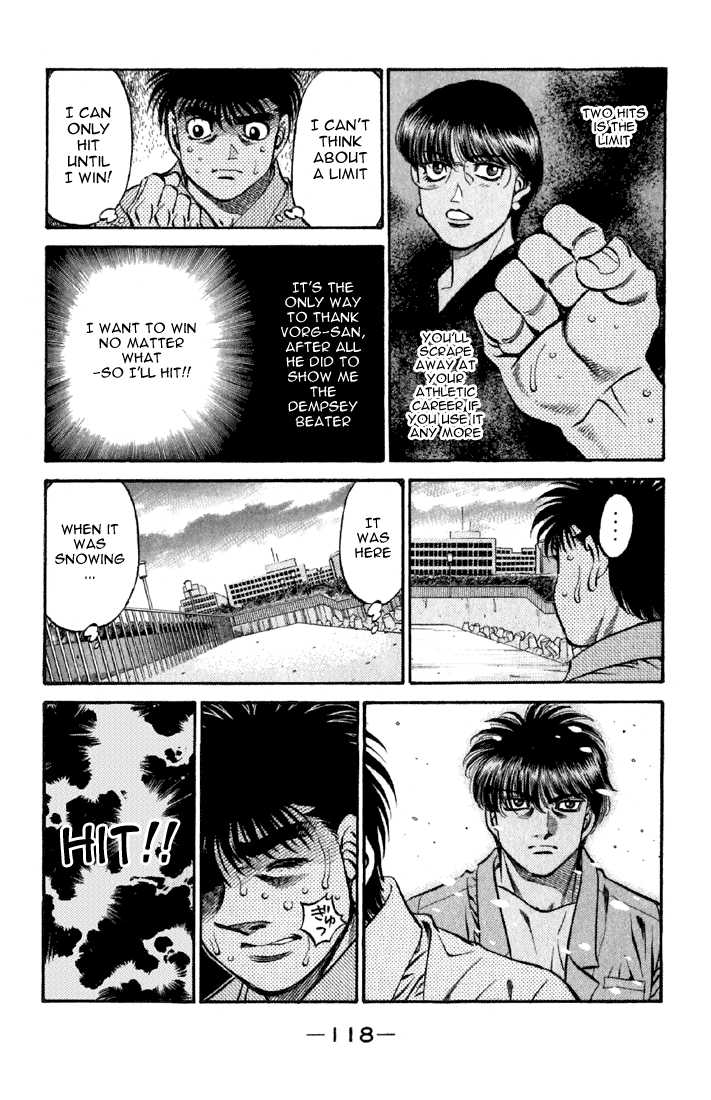 TWO HITS
IS THE
LIMIT
YOU'LL
SCRAPE
AWAY AT
YOUR
ATHLETIC
CAREER IF
YOU USE IT
ANY MORE
I CAN'T
THINK
ABOUT
A LIMIT
I CAN
ONLY
HIT
UNTIL
I WIN!
IT'S THE
ONLY WAY
TO THANK
VORG-SAN,
AFTER ALL
HE DID TO
SHOW ME
THE
DEMPSEY
BEATER
I WANT TO WIN
NO MATTER
WHAT
-SO I'LL HIT!!
....
IT
WAS
HERE
WHEN IT
WAS
SNOWING
...
ぎゅっ
HIT!!
—118—